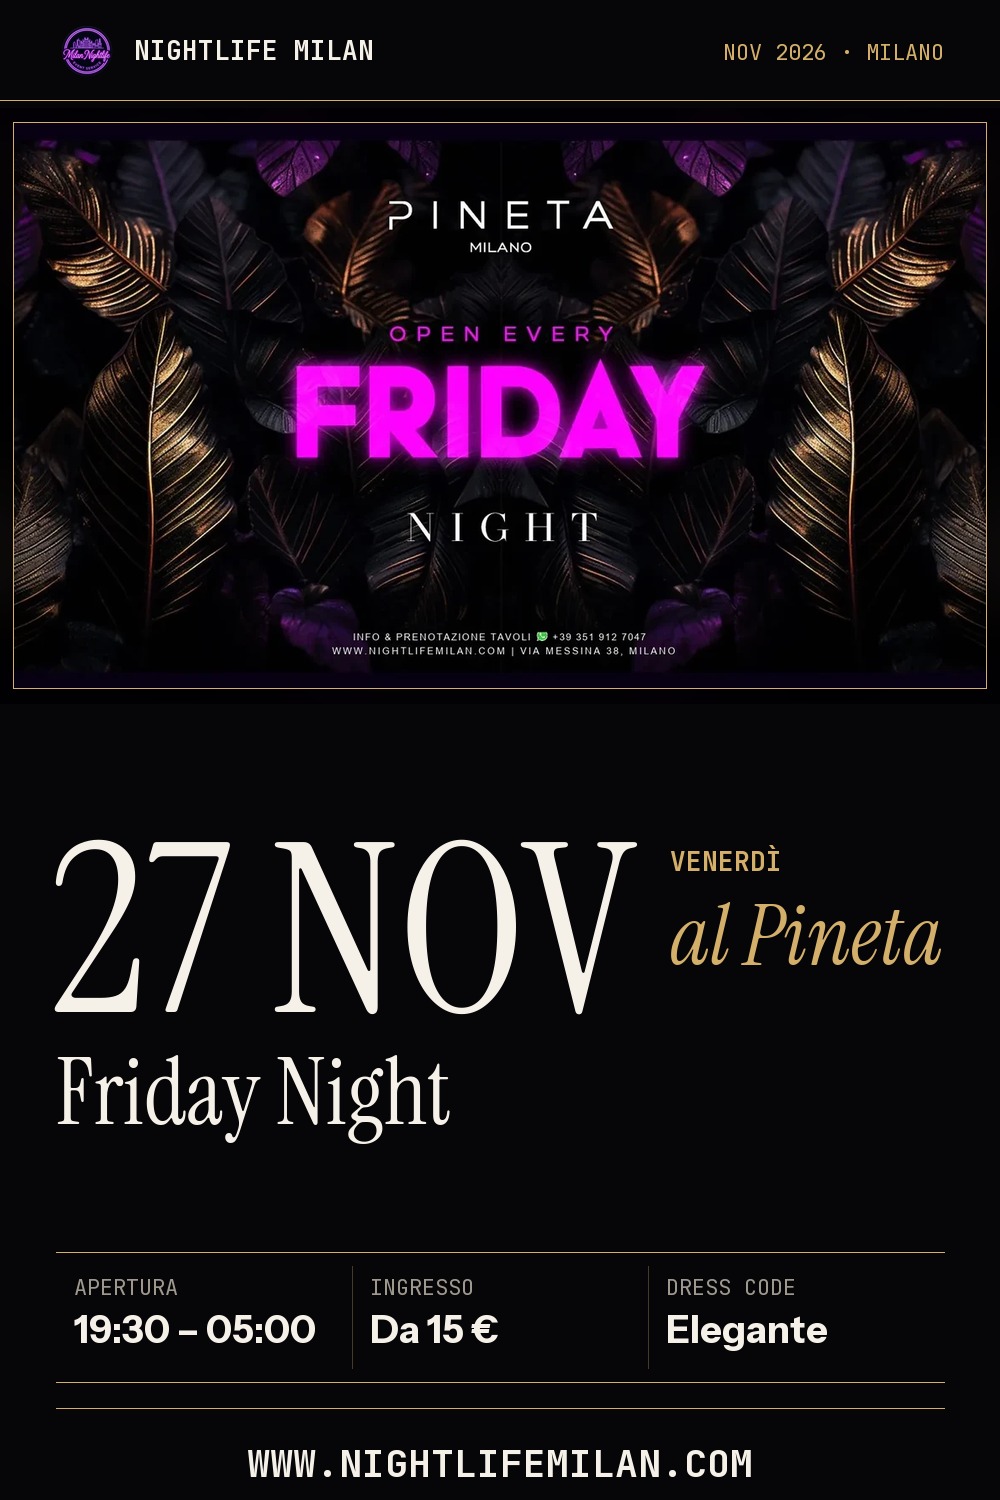 Milan Nightlife
NIGHTLIFE MILAN
NOV 2026 · MILANO
PINETA
MILANO
OPEN EVERY
FRIDAY
NIGHT
INFO & PRENOTAZIONE TAVOLI +39 351 912 7047
WWW.NIGHTLIFEMILAN.COM | VIA MESSINA 38, MILANO
27 NOV
VENERDÌ
al Pineta
Friday Night
APERTURA
19:30 – 05:00
INGRESSO
Da 15 €
DRESS CODE
Elegante
WWW.NIGHTLIFEMILAN.COM